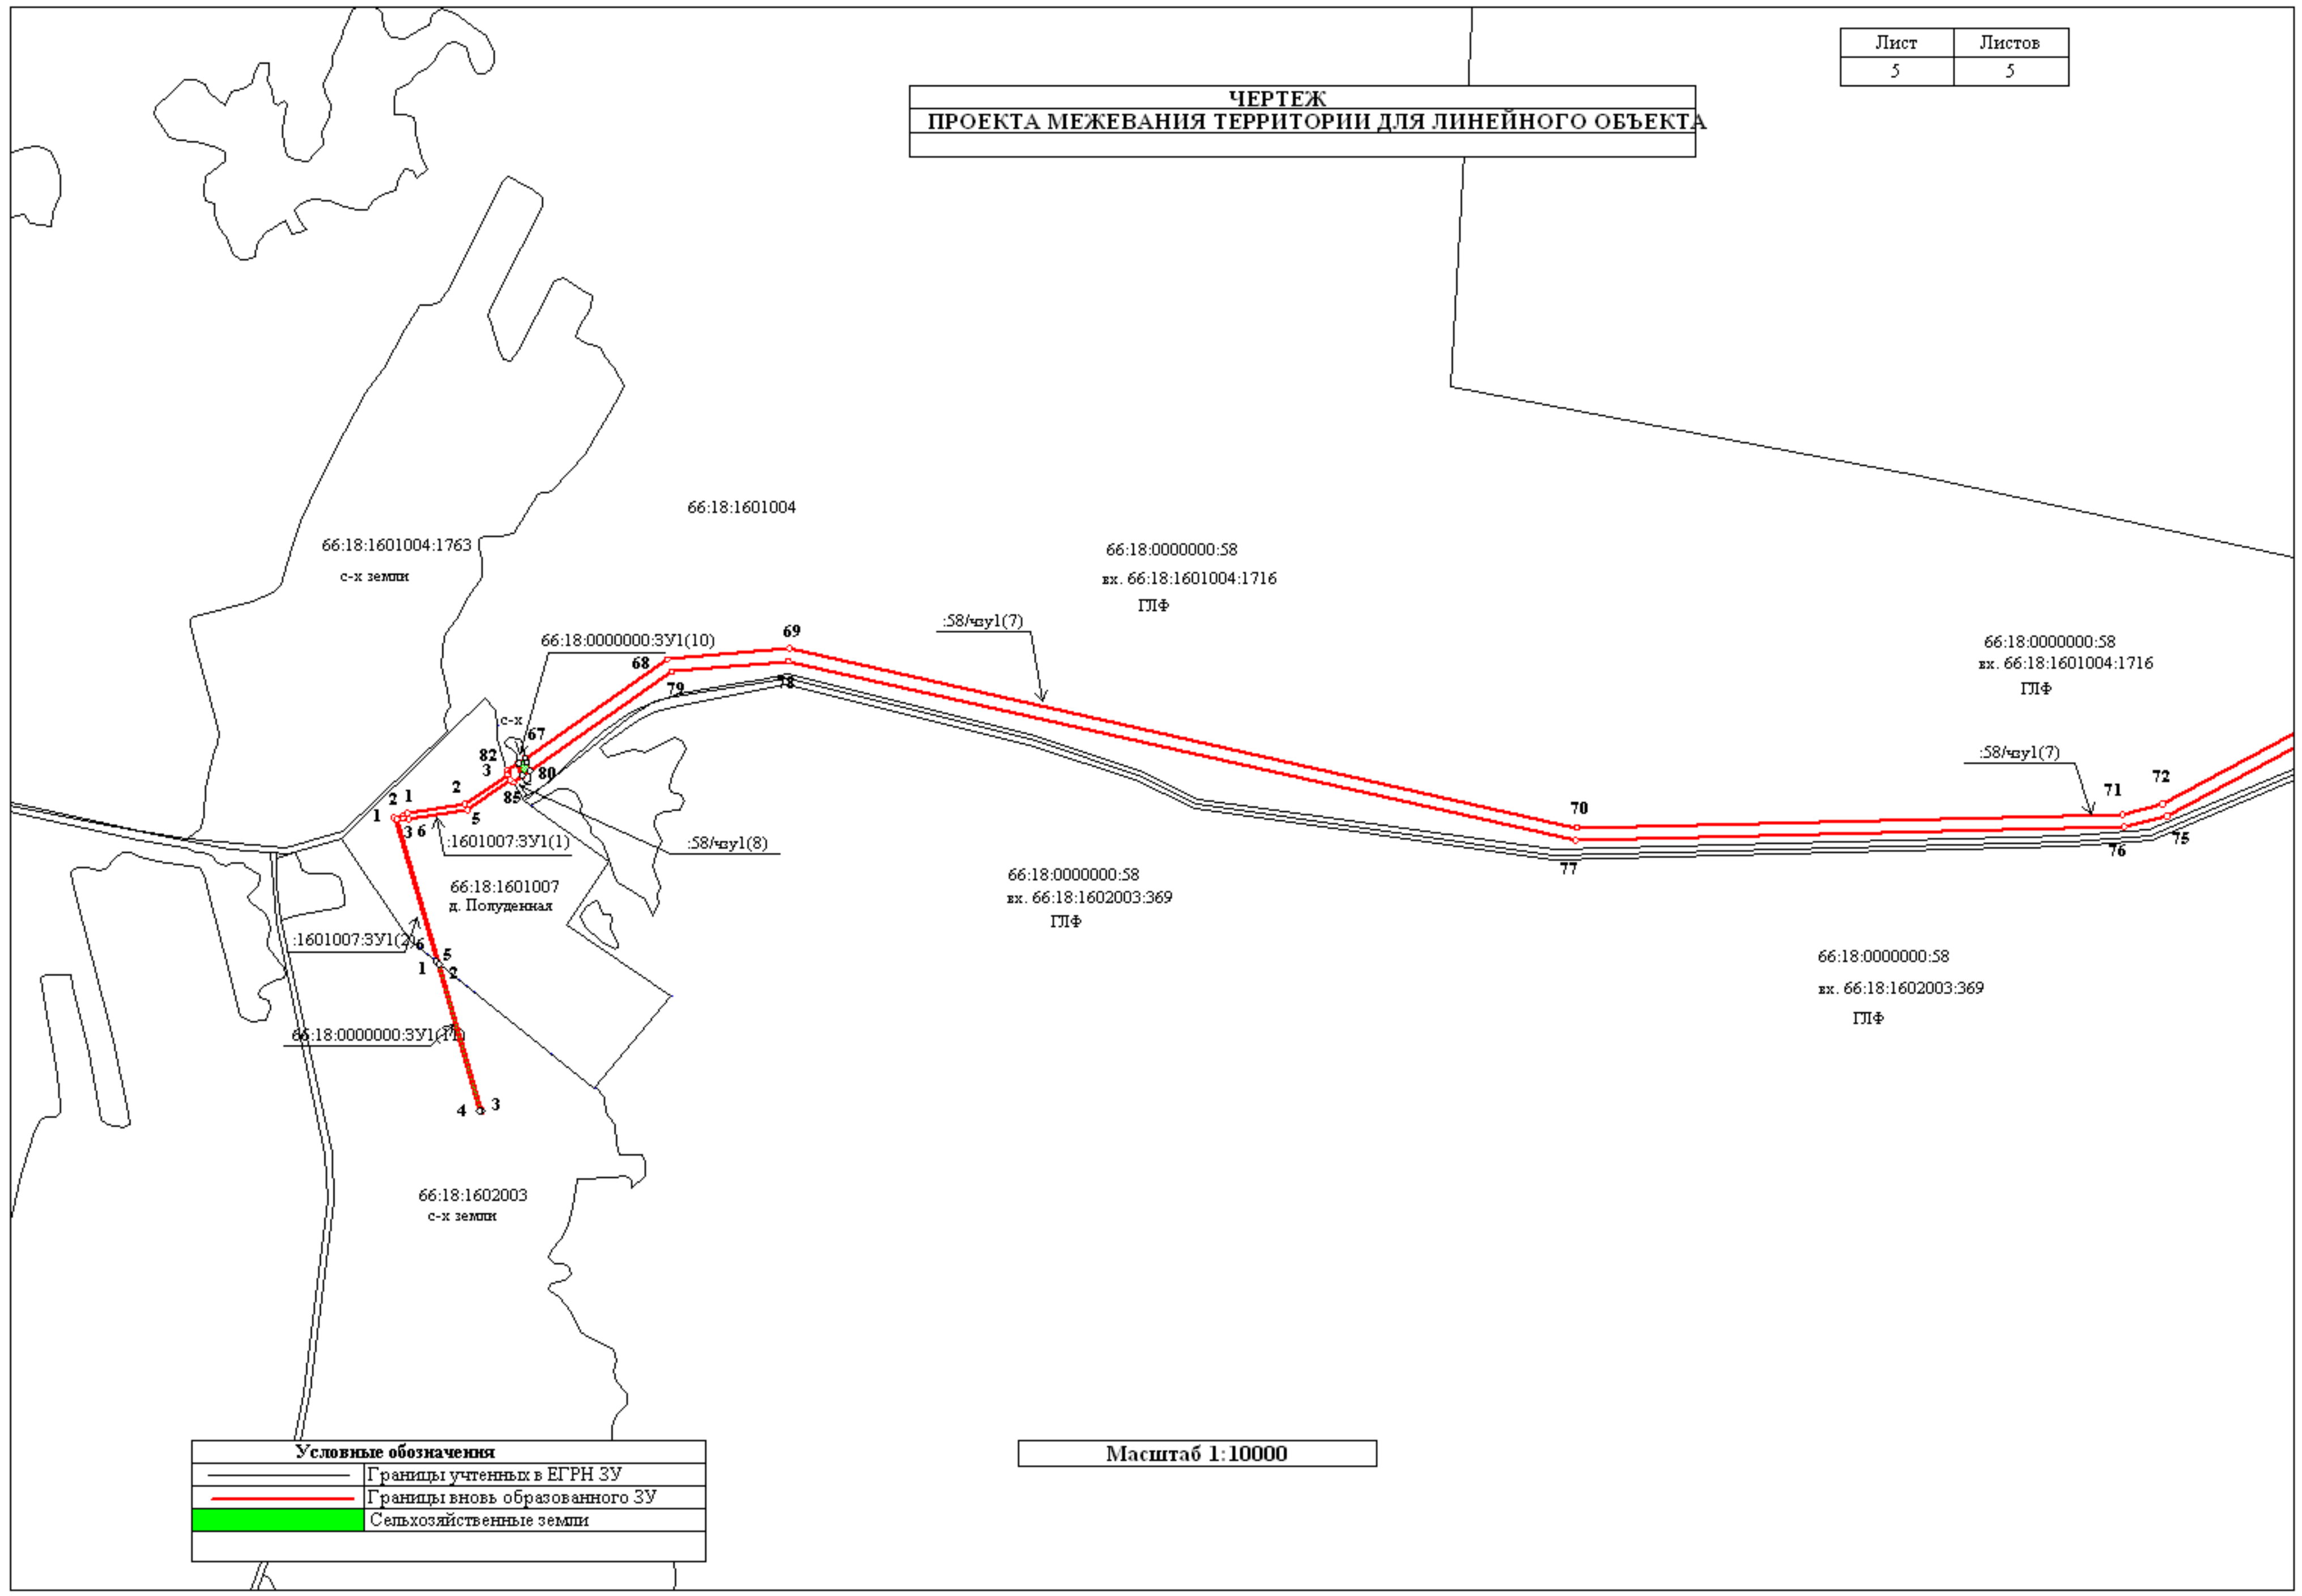 Лист Листов
5 5
ЧЕРТЕЖ
ПРОЕКТА МЕЖЕВАНИЯ ТЕРРИТОРИИ ДЛЯ ЛИНЕЙНОГО ОБЪЕКТА
66:18:1601004
66:18:1601004:1763
с-х земли
66:18:0000000:58
вх. 66:18:1601004:1716
ГЛФ
:58/чзу1(7)
66:18:0000000:ЗУ1(10)
69
68
79
78
66:18:0000000:58
вх. 66:18:1601004:1716
ГЛФ
:58/чзу1(7)
с-х
67
82
3
80
85
2
2
1
1
3
6
5
70
71
72
75
76
77
:1601007:ЗУ1(1)
:58/чзу1(8)
66:18:1601007
д. Полуденная
66:18:0000000:58
вх. 66:18:1602003:369
ГЛФ
:1601007:ЗУ1(2)
6
5
1
2
66:18:0000000:58
вх. 66:18:1602003:369
ГЛФ
66:18:0000000:ЗУ1(11)
4
3
66:18:1602003
с-х земли
Условные обозначения
Границы учтенных в ЕГРН ЗУ
Границы вновь образованного ЗУ
Сельхозяйственные земли
Масштаб 1:10000